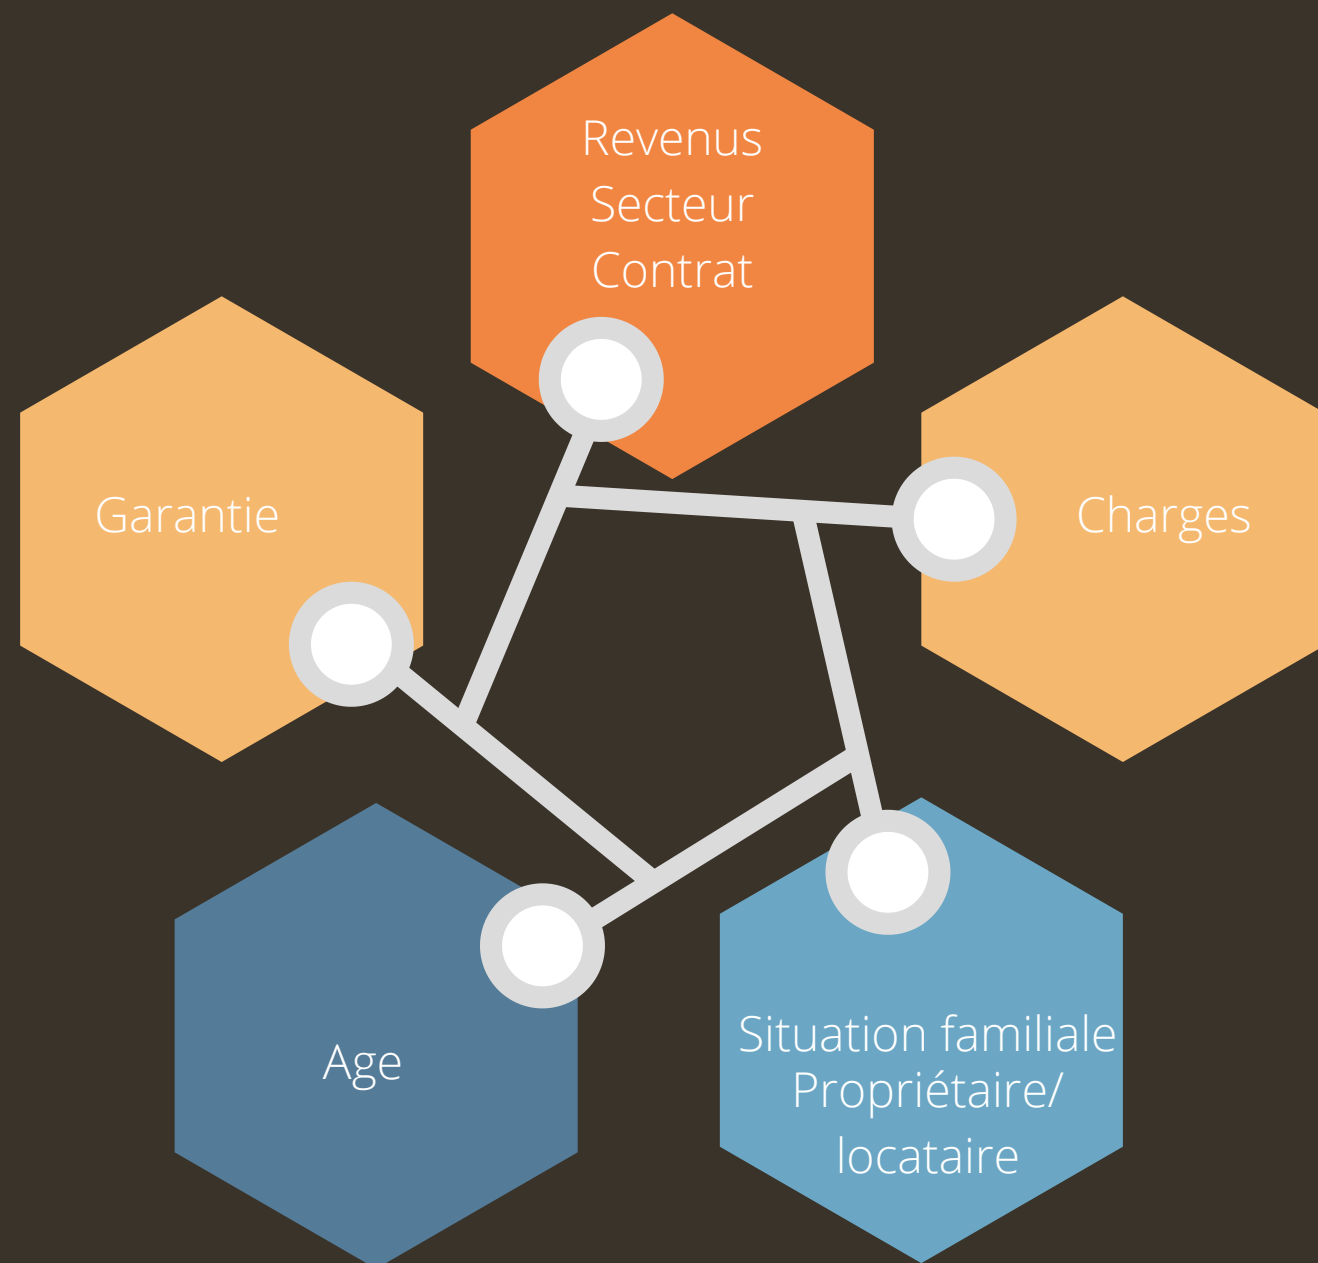 Revenus
Secteur
Contrat
Garantie
Charges
Age
Situation familiale
Propriétaire/
locataire